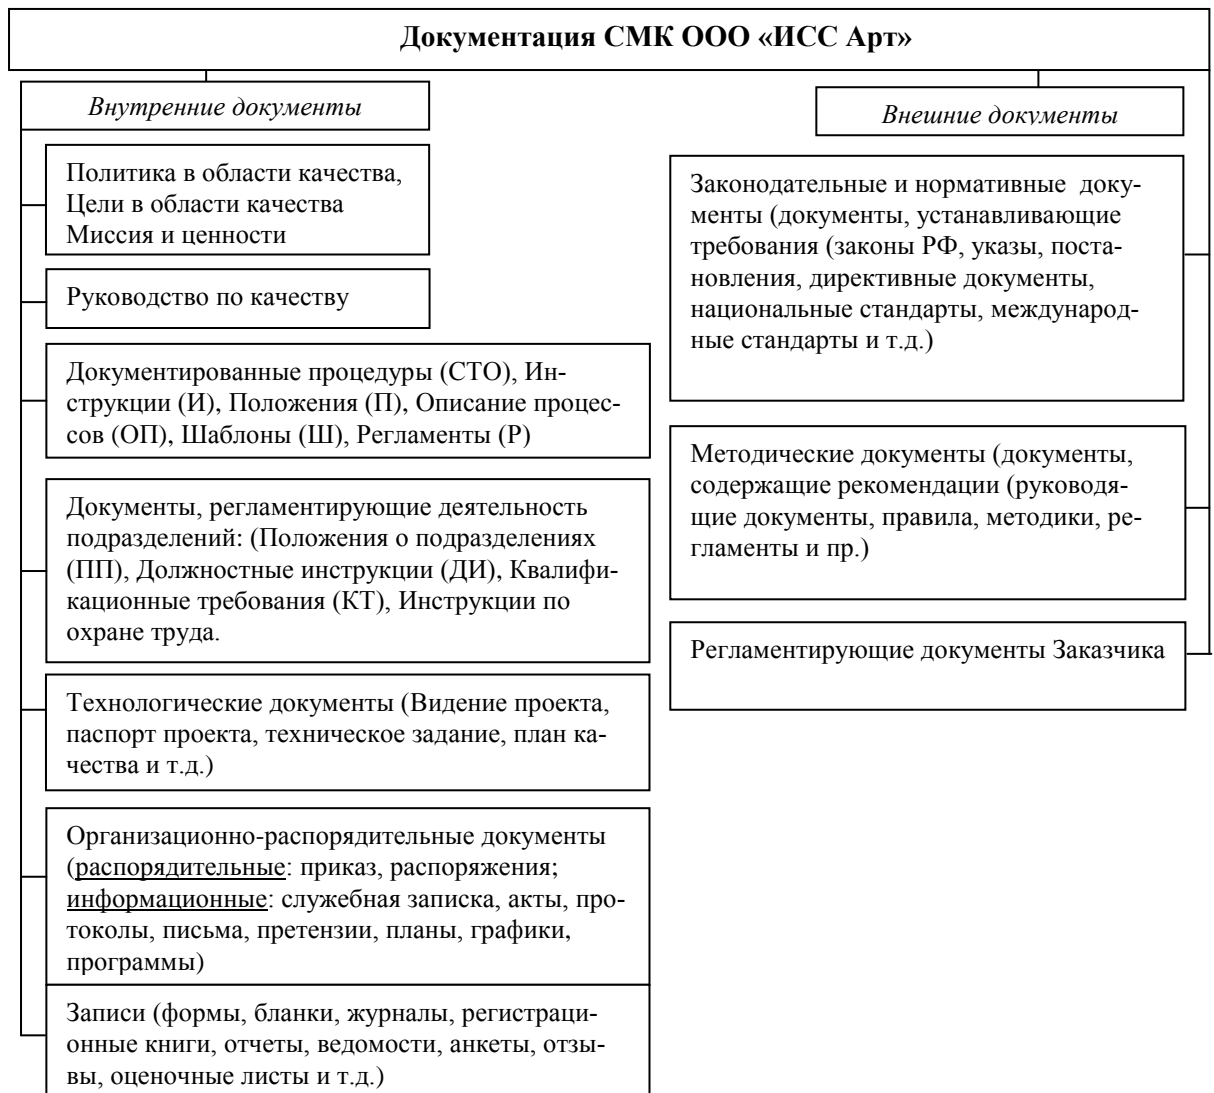 Документация СМК ООО «ИСС Арт»
Внутренние документы
Политика в области качества,
Цели в области качества
Миссия и ценности
Руководство по качеству
Документированные процедуры (СТО), Ин-
струкции (И), Положения (П), Описание процес-
сов (ОП), Шаблоны (Ш), Регламенты (Р)
Документы, регламентирующие деятельность
подразделений: (Положения о подразделениях
(ПП), Должностные инструкции (ДИ), Квалифи-
кационные требования (КТ), Инструкции по
охране труда.
Технологические документы (Видение проекта,
паспорт проекта, техническое задание, план ка-
чества и т.д.)
Организационно-распорядительные документы
(распорядительные: приказ, распоряжения;
информационные: служебная записка, акты, про-
токолы, письма, претензии, планы, графики,
программы)
Записи (формы, бланки, журналы, регистраци-
онные книги, отчеты, ведомости, анкеты, отзы-
вы, оценочные листы и т.д.)
Внешние документы
Законодательные и нормативные доку-
менты (документы, устанавливающие
требования (законы РФ, указы, поста-
новления, директивные документы,
национальные стандарты, международ-
ные стандарты и т.д.)
Методические документы (документы,
содержащие рекомендации (руководя-
щие документы, правила, методики, ре-
гламенты и пр.)
Регламентирующие документы Заказчика